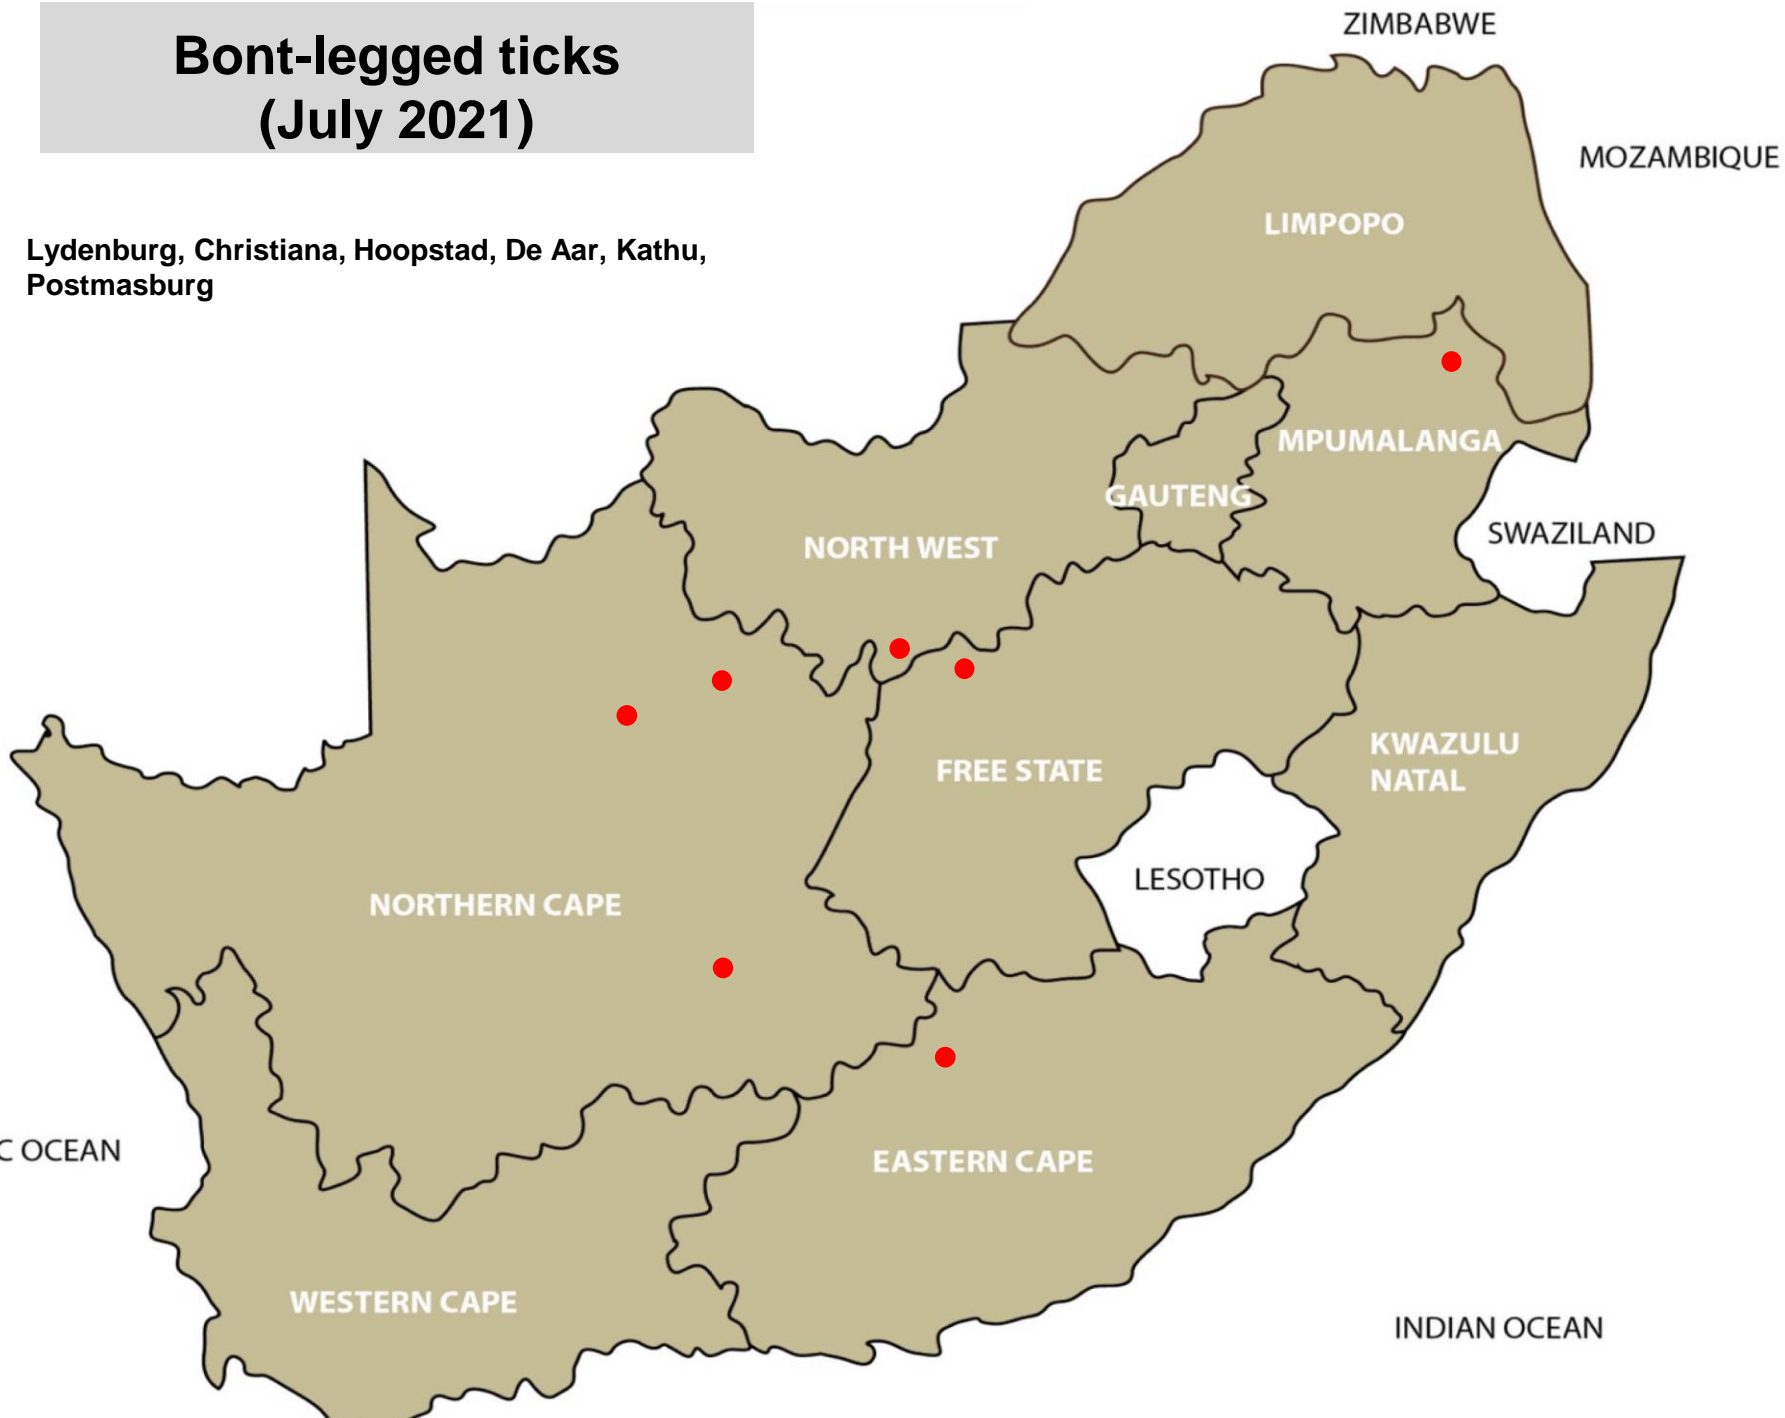 Bont-legged ticks
(July 2021)
ZIMBABWE
MOZAMBIQUE
LIMPOPO
Lydenburg, Christiana, Hoopstad, De Aar, Kathu,
Postmasburg
MPUMALANGA
GAUTENG
SWAZILAND
NORTH WEST
KWAZULU
NATAL
FREE STATE
LESOTHO
NORTHERN CAPE
C OCEAN
EASTERN CAPE
WESTERN CAPE
INDIAN OCEAN